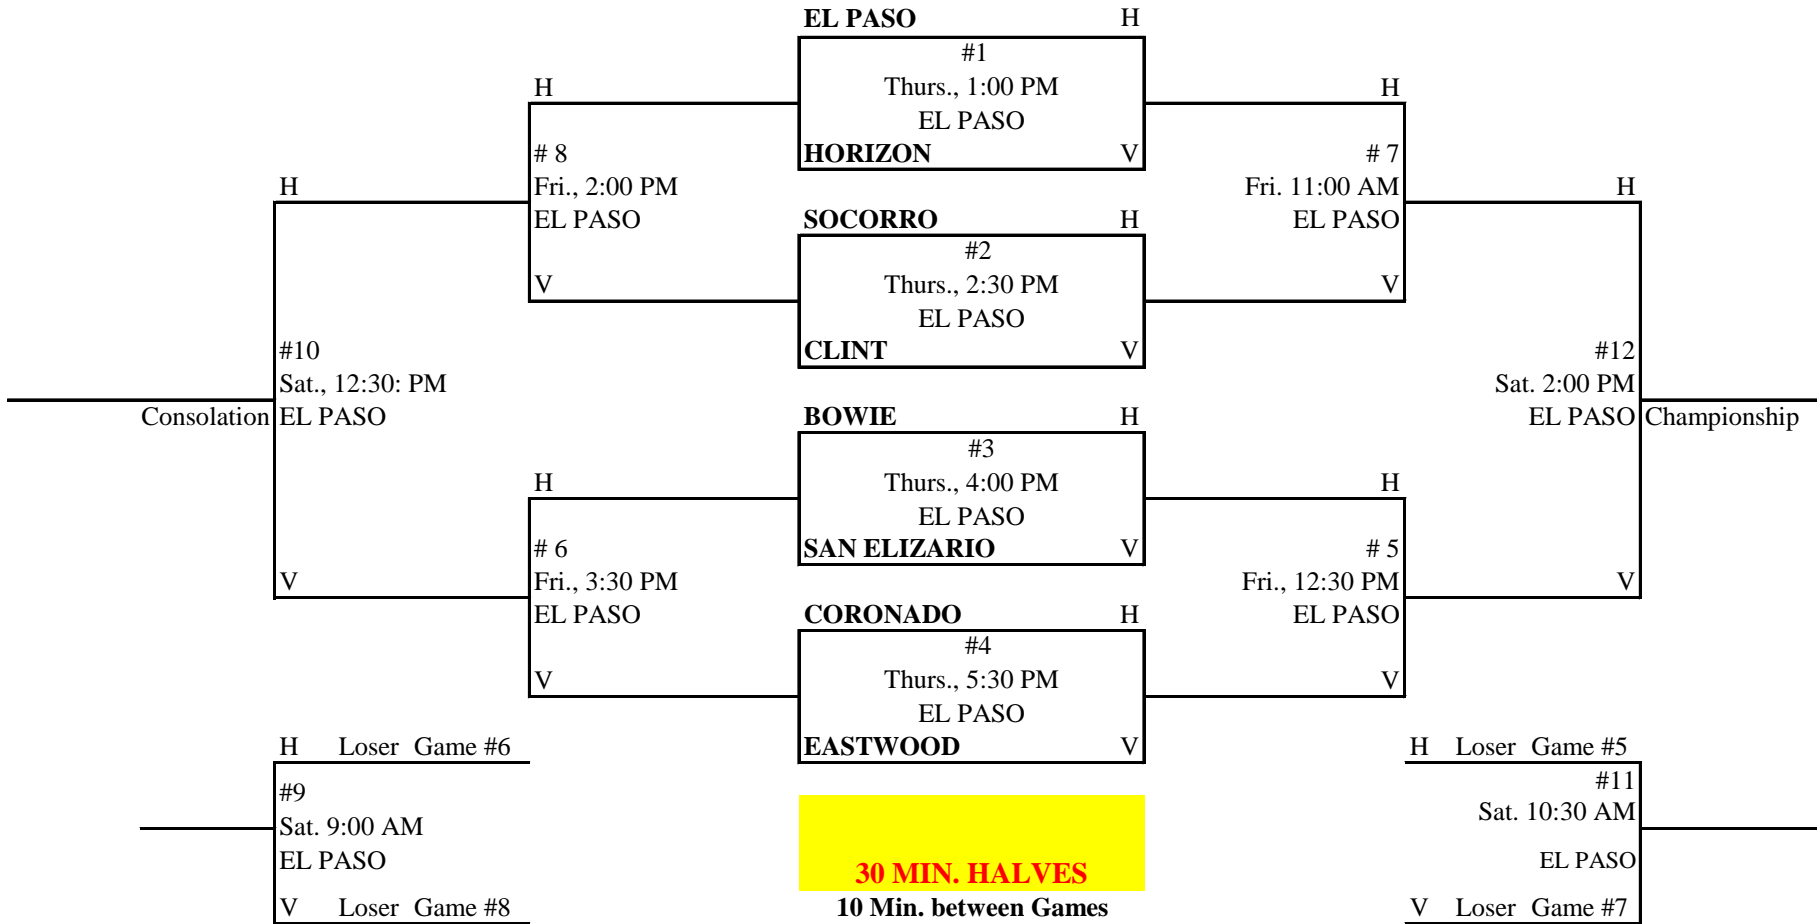 EL PASO H
#1
Thurs., 1:00 PM
EL PASO
HORIZON V
H
# 8
Fri., 2:00 PM
EL PASO
V
H
# 7
Fri. 11:00 AM
EL PASO
V
SOCORRO H
#2
Thurs., 2:30 PM
EL PASO
CLINT V
H
#10
Sat., 12:30: PM
Consolation EL PASO
V
H
#12
Sat. 2:00 PM
EL PASO Championship
V
BOWIE H
#3
Thurs., 4:00 PM
EL PASO
SAN ELIZARIO V
H
# 6
Fri., 3:30 PM
EL PASO
V
H
# 5
Fri., 12:30 PM
EL PASO
V
CORONADO H
#4
Thurs., 5:30 PM
EL PASO
EASTWOOD V
H Loser Game #6
#9
Sat. 9:00 AM
EL PASO
V Loser Game #8
30 MIN. HALVES
10 Min. between Games
H Loser Game #5
#11
Sat. 10:30 AM
EL PASO
V Loser Game #7